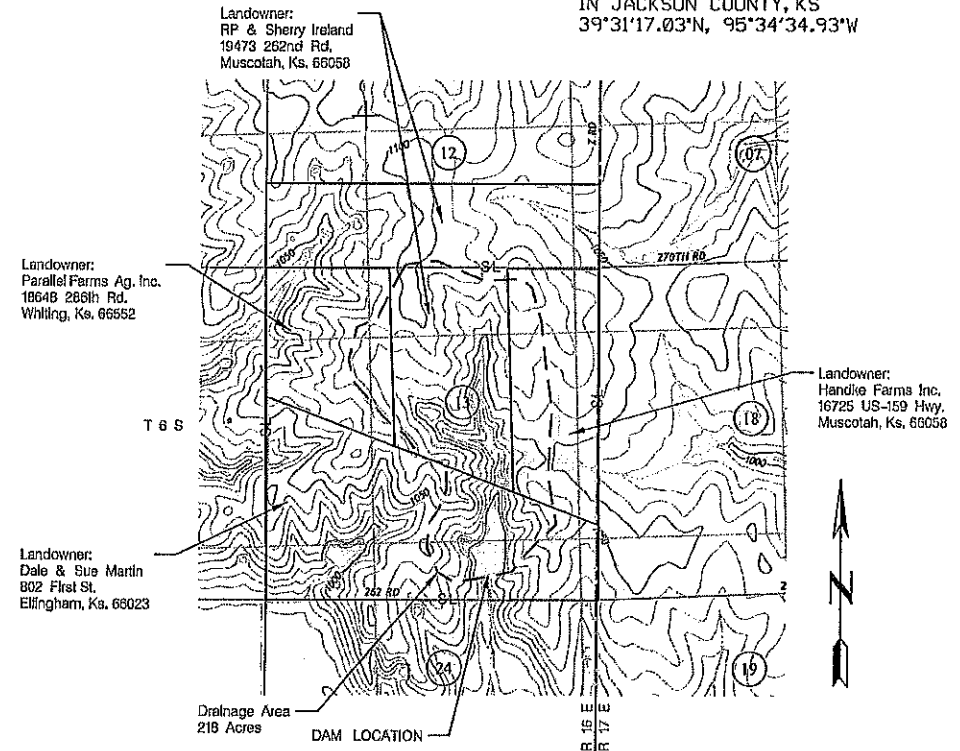 IN JACKSON COUNTY, KS
39°31'17.03"N, 95°34'34.93"W
Landowner:
RP & Sherry Ireland
19473 262nd Rd.
Muscotah, Ks. 66058
12
07
1100
Z RD
1050
SL
270TH RD
Landowner:
Parallel Farms Ag. Inc.
18648 286th Rd.
Whiting, Ks. 66552
Landowner:
Handke Farms Inc.
16725 US-159 Hwy.
Muscotah, Ks. 66058
13
18
T 6 S
1000
1050
Landowner:
Dale & Sue Martin
802 First St.
Effingham, Ks. 66023
262 RD
SL
24
19
Drainage Area
218 Acres
DAM LOCATION
R 16 E
R 17 E
N